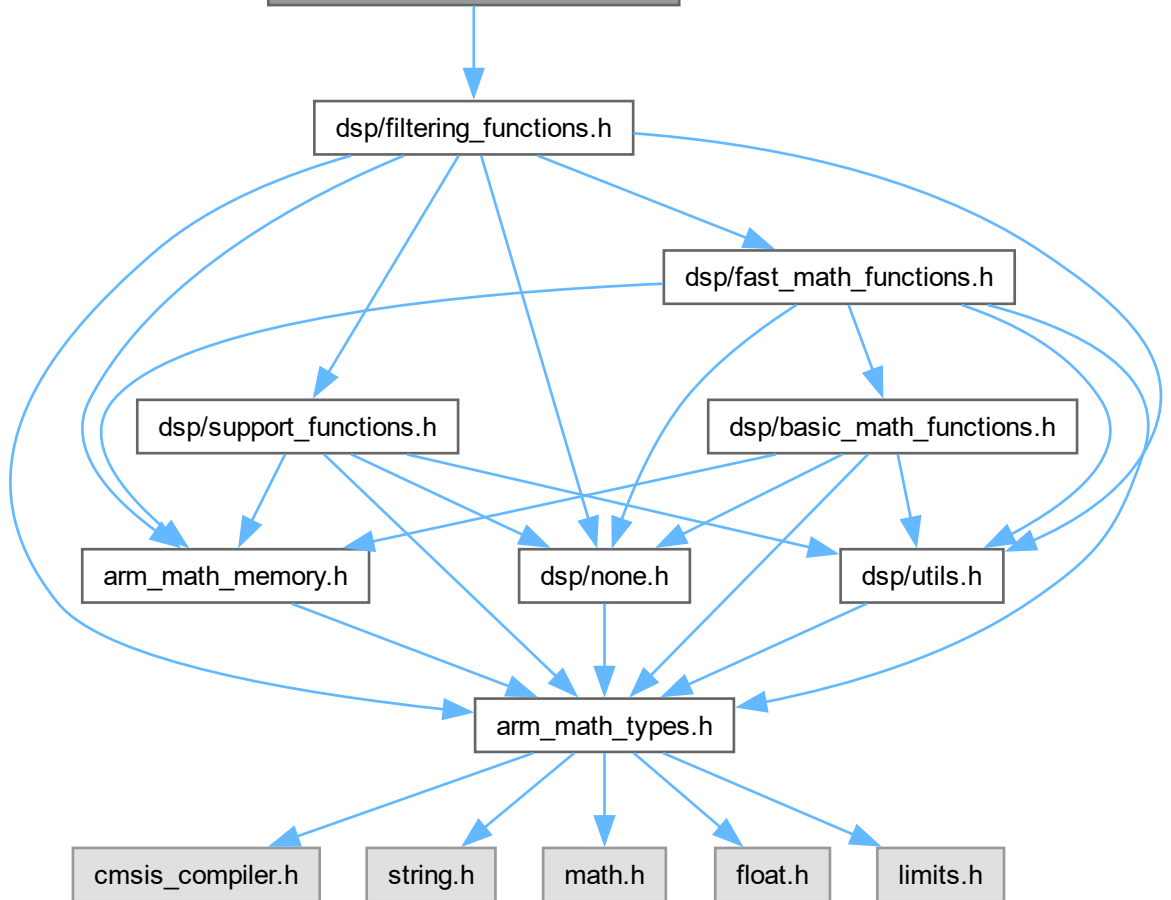 dsp/filtering_functions.h
dsp/fast_math_functions.h
dsp/support_functions.h
dsp/basic_math_functions.h
arm_math_memory.h
dsp/none.h
dsp/utils.h
arm_math_types.h
cmsis_compiler.h
string.h
math.h
float.h
limits.h